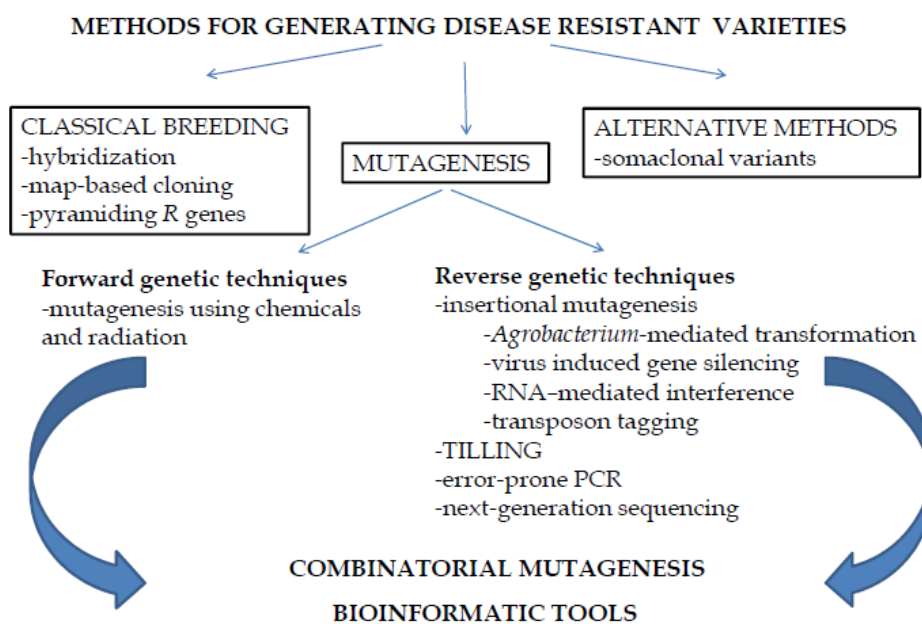 METHODS FOR GENERATING DISEASE RESISTANT VARIETIES
CLASSICAL BREEDING
-hybridization
-map-based cloning
-pyramiding R genes
MUTAGENESIS
ALTERNATIVE METHODS
-somaclonal variants
Forward genetic techniques
-mutagenesis using chemicals
and radiation
Reverse genetic techniques
-insertional mutagenesis
-Agrobacterium-mediated transformation
-virus induced gene silencing
-RNA–mediated interference
-transposon tagging
-TILLING
-error-prone PCR
-next-generation sequencing
COMBINATORIAL MUTAGENESIS
BIOINFORMATIC TOOLS